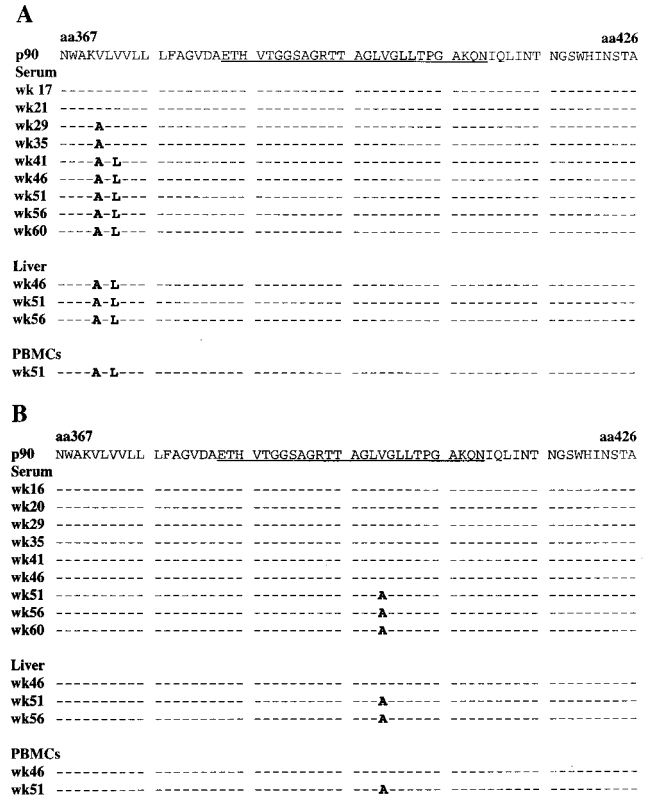 A
aa367 aa426
p90 NWAKVLVVLL LFAGVDAETH VTGGSAGRTT AGLVGLLTPG AKQNIQLINT NGSWHINSTA
Serum
wk 17 ---------- ---------- ---------- ---------- ---------- ----------
wk21 ---------- ---------- ---------- ---------- ---------- ----------
wk29 ----A----- ---------- ---------- ---------- ---------- ----------
wk35 ----A----- ---------- ---------- ---------- ---------- ----------
wk41 ----A-L--- ---------- ---------- ---------- ---------- ----------
wk46 ----A-L--- ---------- ---------- ---------- ---------- ----------
wk51 ----A-L--- ---------- ---------- ---------- ---------- ----------
wk56 ----A-L--- ---------- ---------- ---------- ---------- ----------
wk60 ----A-L--- ---------- ---------- ---------- ---------- ----------
Liver
wk46 ----A-L--- ---------- ---------- ---------- ---------- ----------
wk51 ----A-L--- ---------- ---------- ---------- ---------- ----------
wk56 ----A-L--- ---------- ---------- ---------- ---------- ----------
PBMCs
wk51 ----A-L--- ---------- ---------- ---------- ---------- ----------
B
aa367 aa426
p90 NWAKVLVVLL LFAGVDAETH VTGGSAGRTT AGLVGLLTPG AKQNIQLINT NGSWHINSTA
Serum
wk16 ---------- ---------- ---------- ---------- ---------- ----------
wk20 ---------- ---------- ---------- ---------- ---------- ----------
wk29 ---------- ---------- ---------- ---------- ---------- ----------
wk35 ---------- ---------- ---------- ---------- ---------- ----------
wk41 ---------- ---------- ---------- ---------- ---------- ----------
wk46 ---------- ---------- ---------- ---------- ---------- ----------
wk51 ---------- ---------- ---------- ---A------ ---------- ----------
wk56 ---------- ---------- ---------- ---A------ ---------- ----------
wk60 ---------- ---------- ---------- ---A------ ---------- ----------
Liver
wk46 ---------- ---------- ---------- ---------- ---------- ----------
wk51 ---------- ---------- ---------- ---A------ ---------- ----------
wk56 ---------- ---------- ---------- ---A------ ---------- ----------
PBMCs
wk46 ---------- ---------- ---------- ---------- ---------- ----------
wk51 ---------- ---------- ---------- ---A------ ---------- ----------